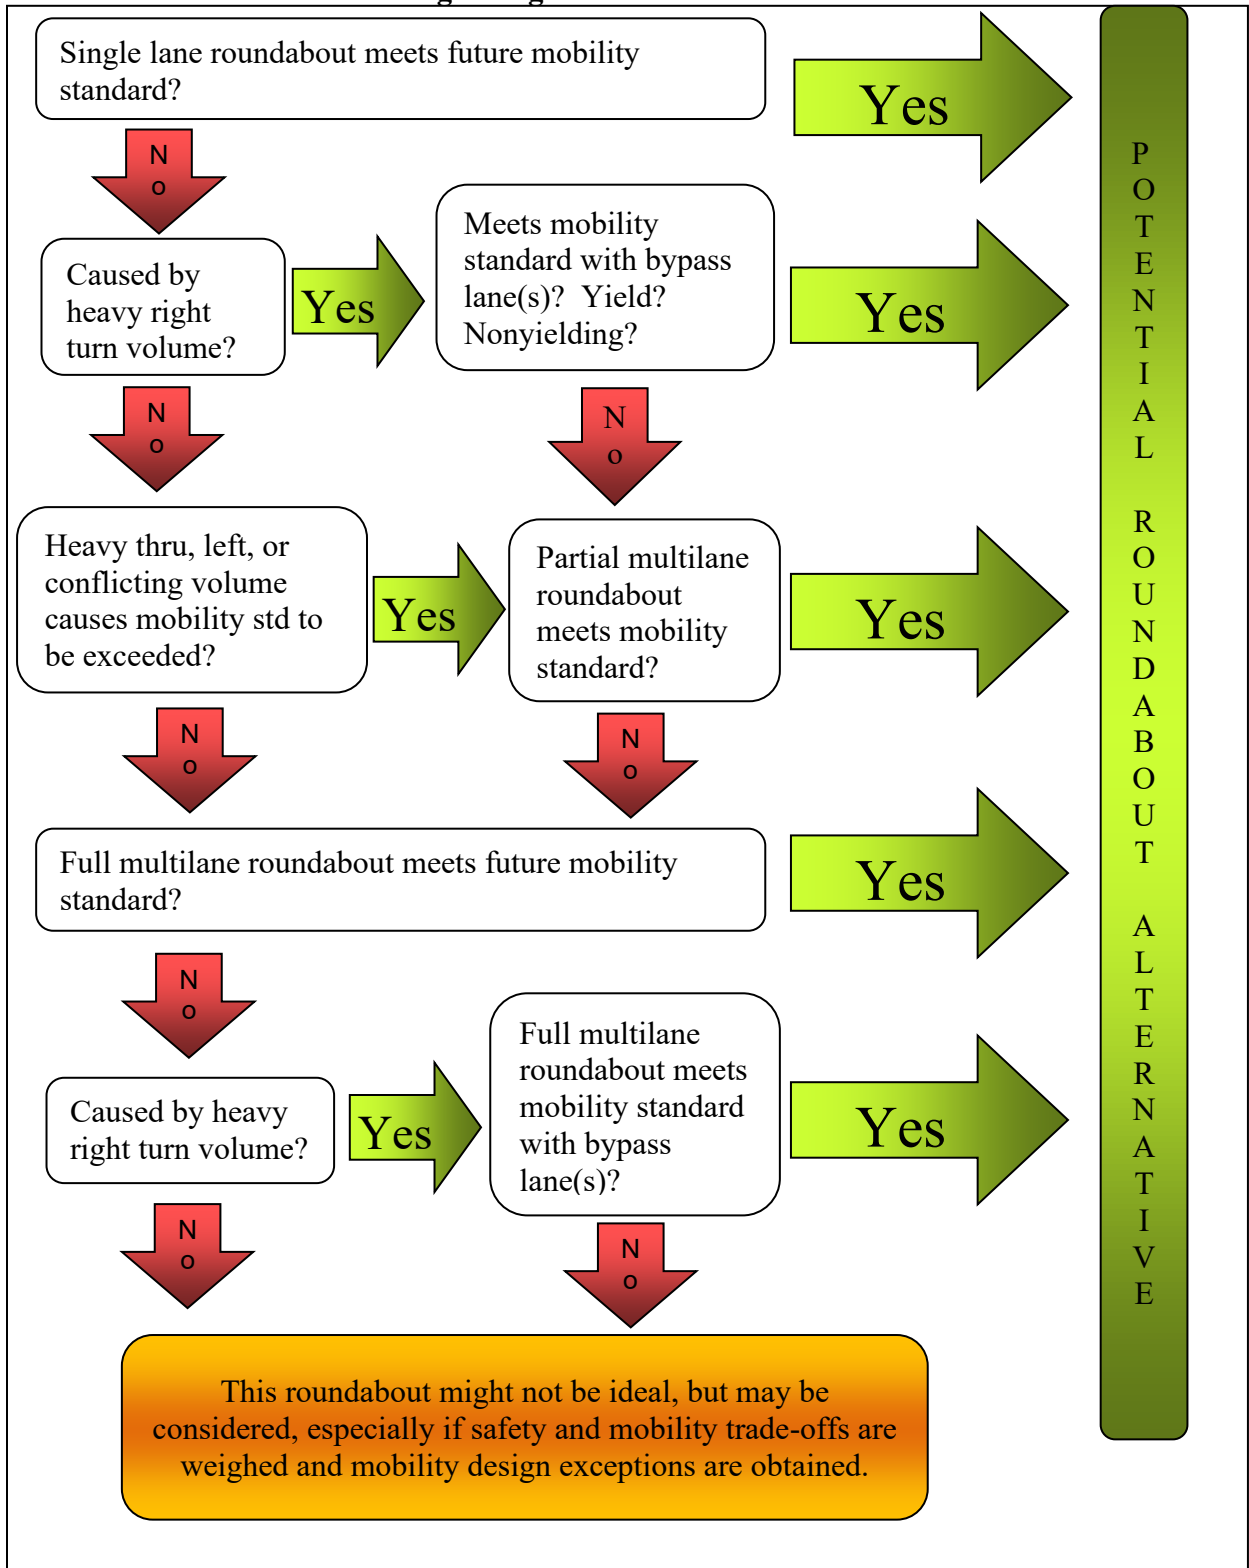 Single lane roundabout meets future mobility
standard?
Yes
N
o
Caused by
heavy right
turn volume?
Yes
Meets mobility
standard with bypass
lane(s)?  Yield?
Nonyielding?
Yes
N
o
N
o
Heavy thru, left, or
conflicting volume
causes mobility std to
be exceeded?
Yes
Partial multilane
roundabout
meets mobility
standard?
Yes
N
o
N
o
Full multilane roundabout meets future mobility
standard?
Yes
N
o
Caused by heavy
right turn volume?
Yes
Full multilane
roundabout meets
mobility standard
with bypass
lane(s)?
Yes
N
o
N
o
This roundabout might not be ideal, but may be
considered, especially if safety and mobility trade-offs are
weighed and mobility design exceptions are obtained.
P
O
T
E
N
T
I
A
L
R
O
U
N
D
A
B
O
U
T
A
L
T
E
R
N
A
T
I
V
E